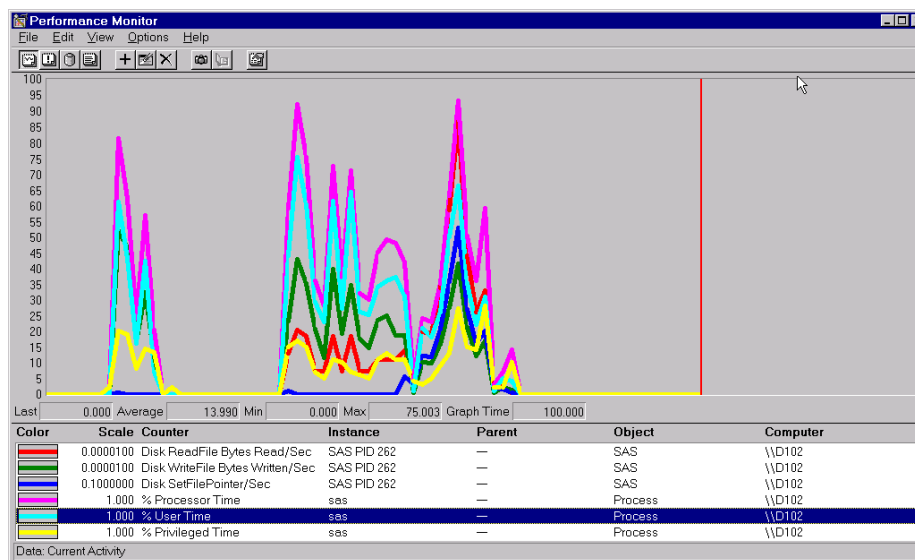 Performance Monitor
File Edit View Options Help
100
95
90
85
80
75
70
65
60
55
50
45
40
35
30
25
20
15
10
5
0
Last 0.000 Average 13.990 Min 0.000 Max 75.003 Graph Time 100.000
Color Scale Counter Instance Parent Object Computer
0.0000100 Disk ReadFile Bytes Read/Sec SAS PID 262 — SAS \\D102
0.0000100 Disk WriteFile Bytes Written/Sec SAS PID 262 — SAS \\D102
0.1000000 Disk SetFilePointer/Sec SAS PID 262 — SAS \\D102
1.000 % Processor Time sas — Process \\D102
1.000 % User Time sas — Process \\D102
1.000 % Privileged Time sas — Process \\D102
Data: Current Activity